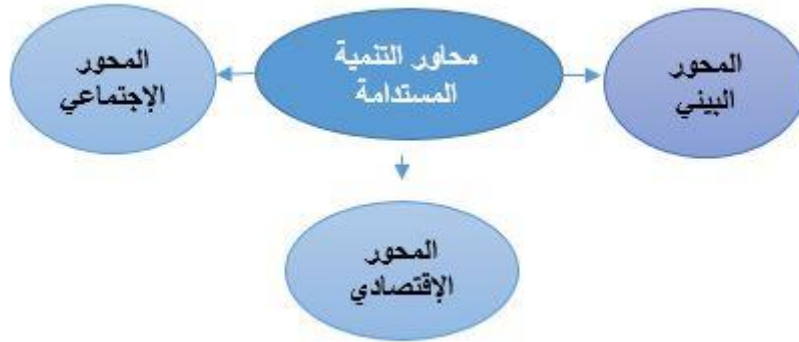 محاور التنمية
المستدامة
المحور
البيئي
المحور
الإجتماعي
المحور
الإقتصادي